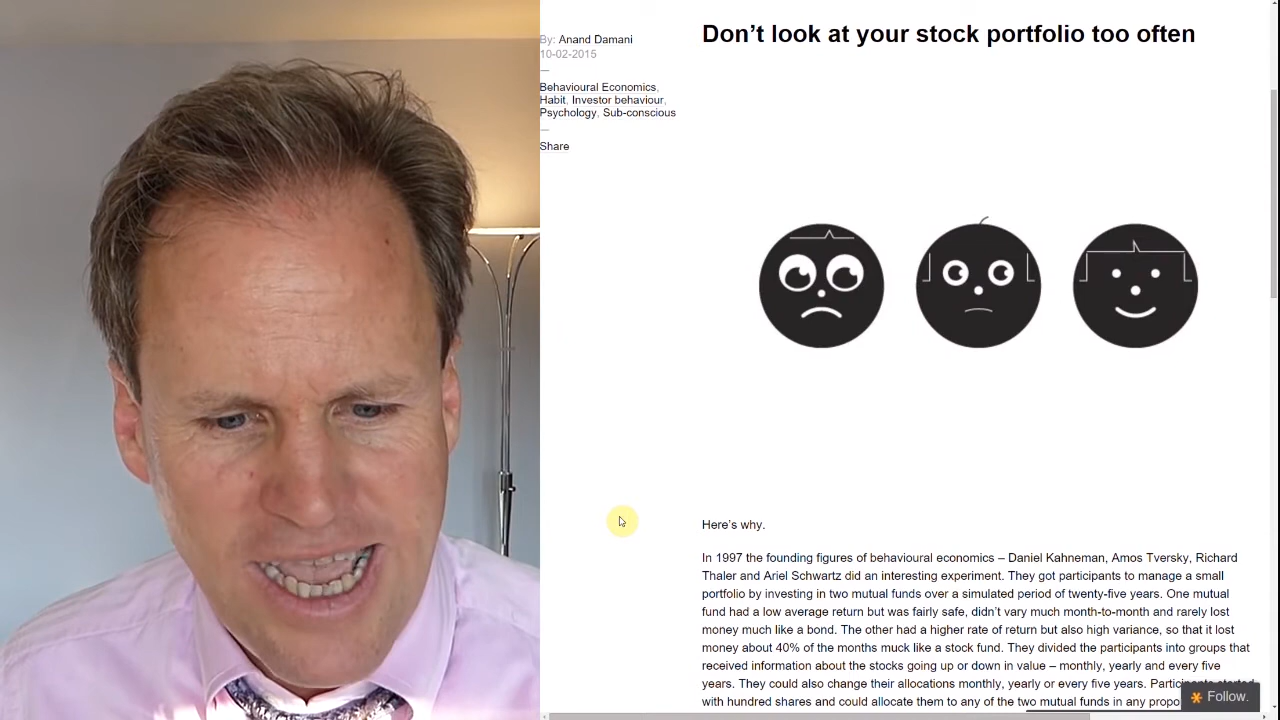 Don’t look at your stock portfolio too often
By: Anand Damani
10-02-2015
—
Behavioural Economics,
Habit, Investor behaviour,
Psychology, Sub-conscious
—
Share
Here’s why.
In 1997 the founding figures of behavioural economics – Daniel Kahneman, Amos Tversky, Richard
Thaler and Ariel Schwartz did an interesting experiment. They got participants to manage a small
portfolio by investing in two mutual funds over a simulated period of twenty-five years. One mutual
fund had a low average return but was fairly safe, didn’t vary much month-to-month and rarely lost
money much like a bond. The other had a higher rate of return but also high variance, so that it lost
money about 40% of the months muck like a stock fund. They divided the participants into groups that
received information about the stocks going up or down in value – monthly, yearly and every five
years. They could also change their allocations monthly, yearly or every five years. Participants started
with hundred shares and could allocate them to any of the two mutual funds in any
Follow.